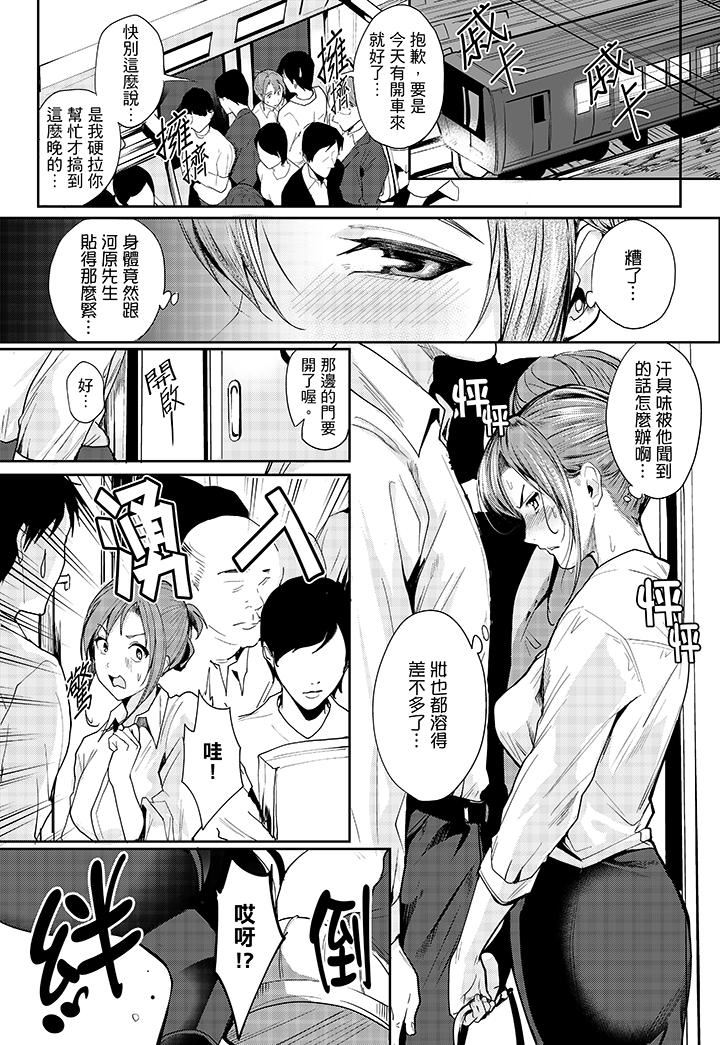 戚卡
戚卡
抱歉，要是
今天有開車來
就好了…
擁擠
擁擠
快別這麼說…
是我硬拉你
幫忙才搞到
這麼晚的…
糟了…
身體竟然跟
河原先生
貼得那麼緊…
汗臭味被他聞到
的話怎麼辦啊…
怦怦
怦怦
妝也都溶得
差不多了…
那邊的門要
開了喔。
開啟
好…
湧入
驚
哇！
倒
哎呀!?
絆